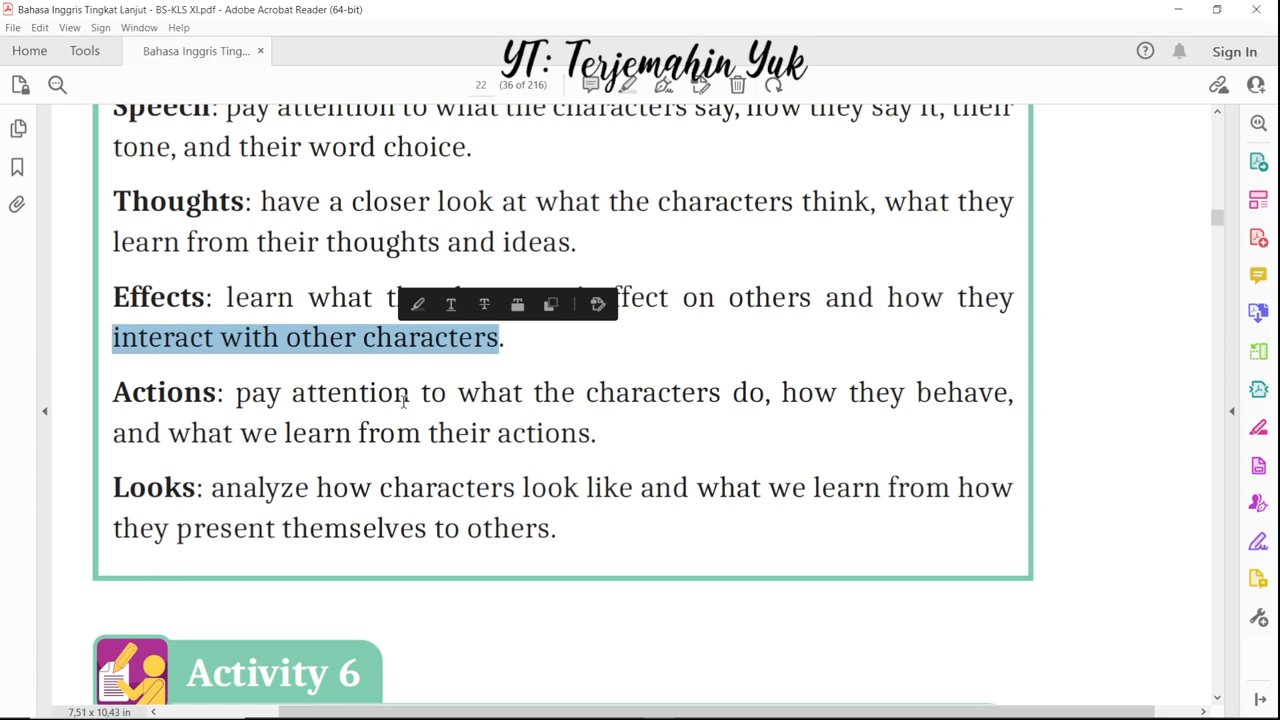 Bahasa Inggris Tingkat Lanjut - BS-KLS XI.pdf - Adobe Acrobat Reader (64-bit)
File Edit View Sign Window Help
Home Tools Bahasa Inggris Ting... × Sign In
YT: Terjemahin Yuk
22 (36 of 216)
Speech: pay attention to what the characters say, how they say it, their
tone, and their word choice.
Thoughts: have a closer look at what the characters think, what they
learn from their thoughts and ideas.
Effects: learn what on others and how they
interact with other characters.
Actions: pay attention to what the characters do, how they behave,
and what we learn from their actions.
Looks: analyze how characters look like and what we learn from how
they present themselves to others.
Activity 6
7,51 x 10,43 in